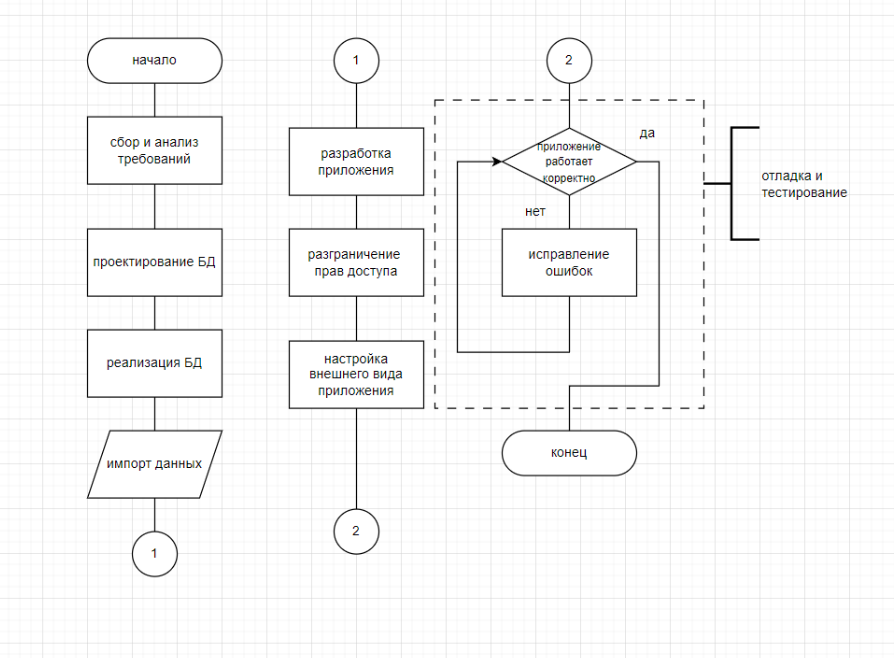 начало
сбор и анализ
требований
проектирование БД
реализация БД
импорт данных
1
1
разработка
приложения
разграничение
прав доступа
настройка
внешнего вида
приложения
2
2
приложение
работает
корректно
да
нет
исправление
ошибок
конец
отладка и
тестирование